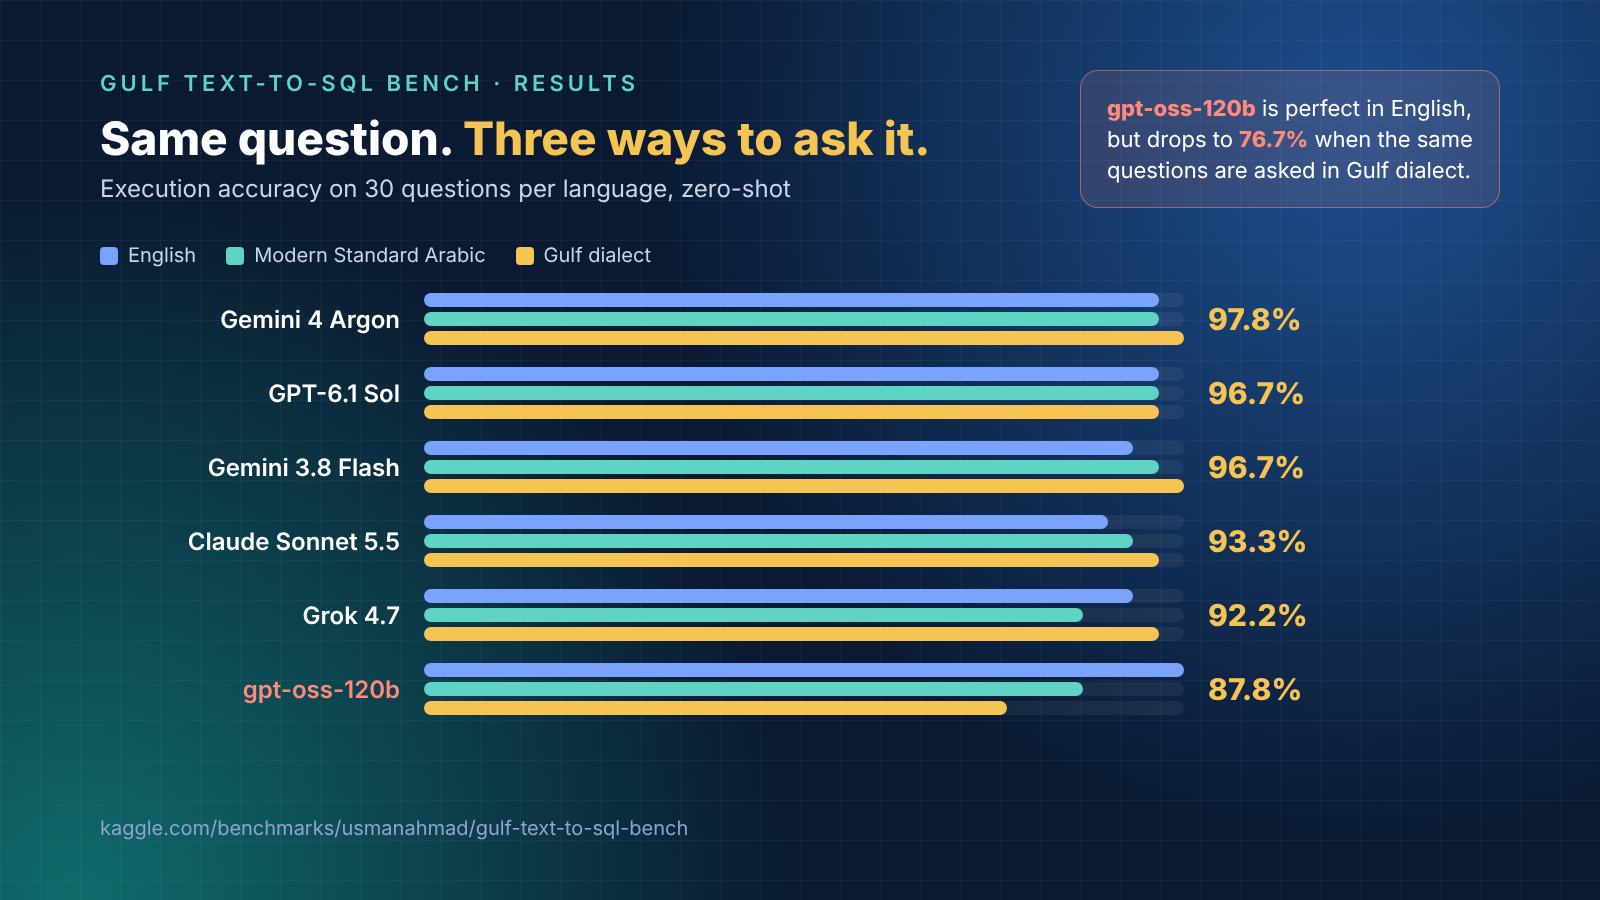 GULF TEXT-TO-SQL BENCH · RESULTS
Same question. Three ways to ask it.
Execution accuracy on 30 questions per language, zero-shot
gpt-oss-120b is perfect in English,
but drops to 76.7% when the same
questions are asked in Gulf dialect.
English
Modern Standard Arabic
Gulf dialect
Gemini 4 Argon
97.8%
GPT-6.1 Sol
96.7%
Gemini 3.8 Flash
96.7%
Claude Sonnet 5.5
93.3%
Grok 4.7
92.2%
gpt-oss-120b
87.8%
kaggle.com/benchmarks/usmanahmad/gulf-text-to-sql-bench